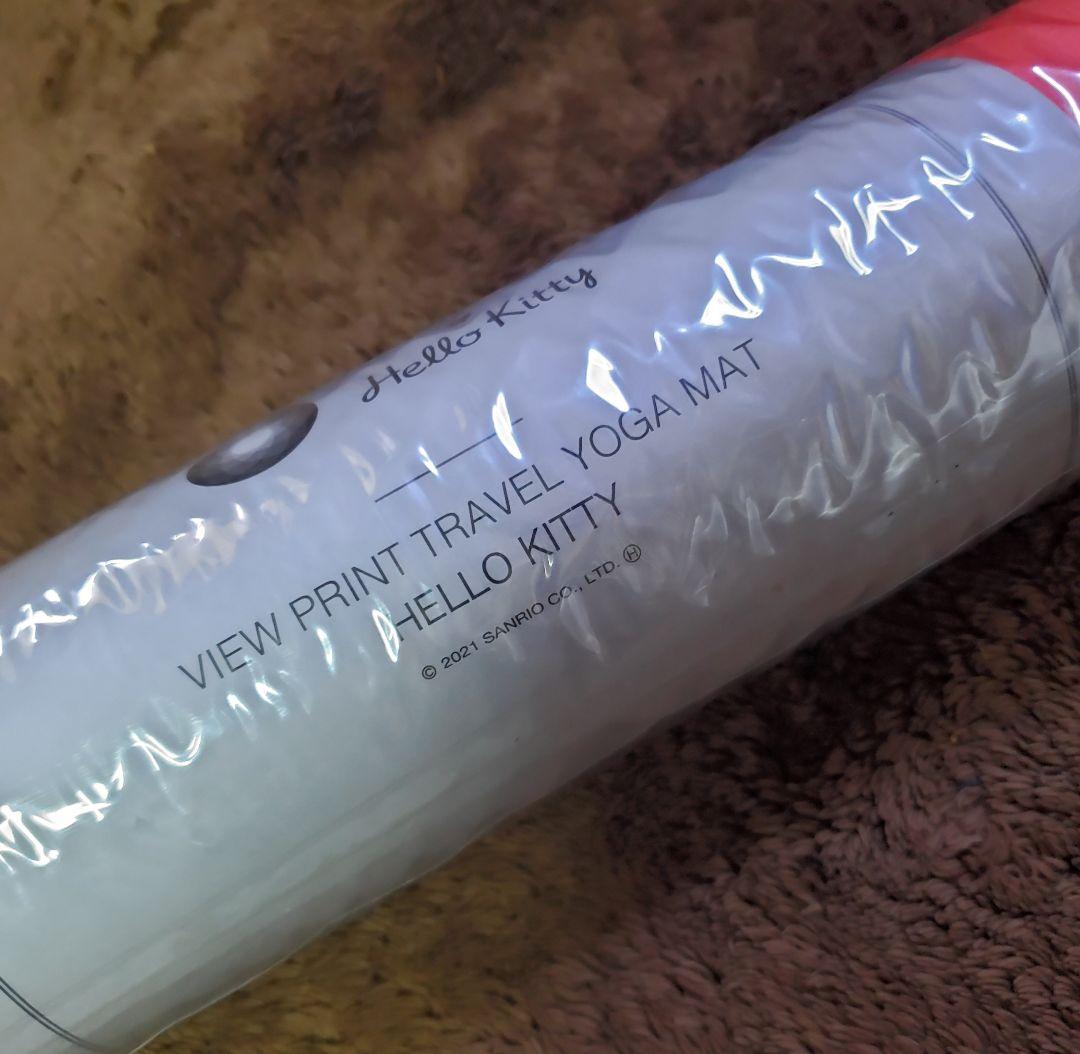 Hello Kitty
VIEW PRINT TRAVEL YOGA MAT
HELLO KITTY
© 2021 SANRIO CO., LTD. Ⓗ